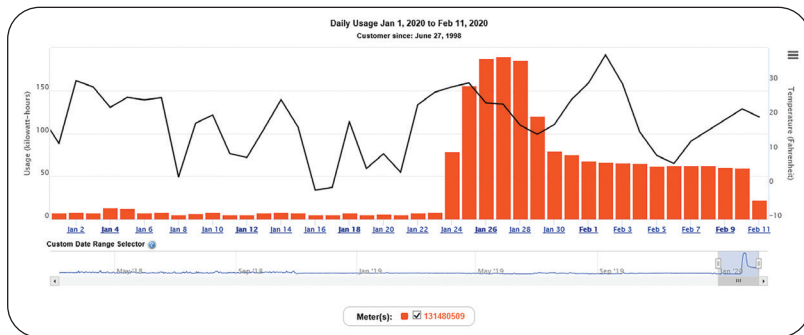 Daily Usage Jan 1, 2020 to Feb 11, 2020
Customer since: June 27, 1998
Usage (kilowatt-hours)
150
100
50
0
Temperature (Fahrenheit)
30
20
10
0
-10
Jan 2 Jan 4 Jan 6 Jan 8 Jan 10 Jan 12 Jan 14 Jan 16 Jan 18 Jan 20 Jan 22 Jan 24 Jan 26 Jan 28 Jan 30 Feb 1 Feb 3 Feb 5 Feb 7 Feb 9 Feb 11
Custom Date Range Selector ?
May '18 Sep '18 Jan '19 May '19 Sep '19 Jan '20
Meter(s): 131480509